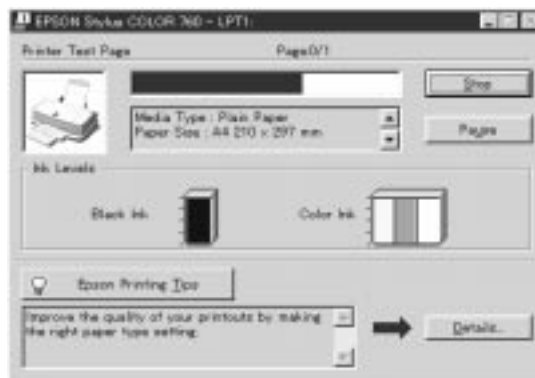 EPSON Stylus COLOR 760 - LPT1:
Printer Test Page Page0/1
Stop
Media Type : Plain Paper
Paper Size : A4 210 x 297 mm
Pause
Ink Levels
Black Ink Color Ink
Epson Printing Tips
Improve the quality of your printouts by making
the right paper type setting.
Details...